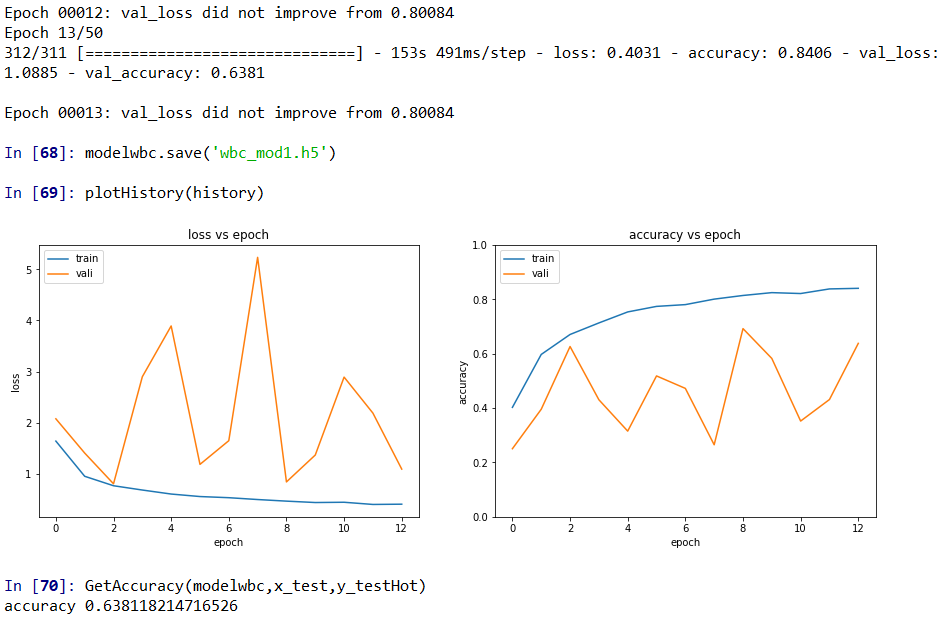 Epoch 00012: val_loss did not improve from 0.80084
Epoch 13/50
312/311 [==============================] - 153s 491ms/step - loss: 0.4031 - accuracy: 0.8406 - val_loss:
1.0885 - val_accuracy: 0.6381
Epoch 00013: val_loss did not improve from 0.80084
In [68]: modelwbc.save('wbc_mod1.h5')
In [69]: plotHistory(history)
loss vs epoch
train
vali
5
4
3
2
1
loss
0 2 4 6 8 10 12
epoch
accuracy vs epoch
train
vali
1.0
0.8
0.6
0.4
0.2
0.0
accuracy
0 2 4 6 8 10 12
epoch
In [70]: GetAccuracy(modelwbc,x_test,y_testHot)
accuracy 0.638118214716526